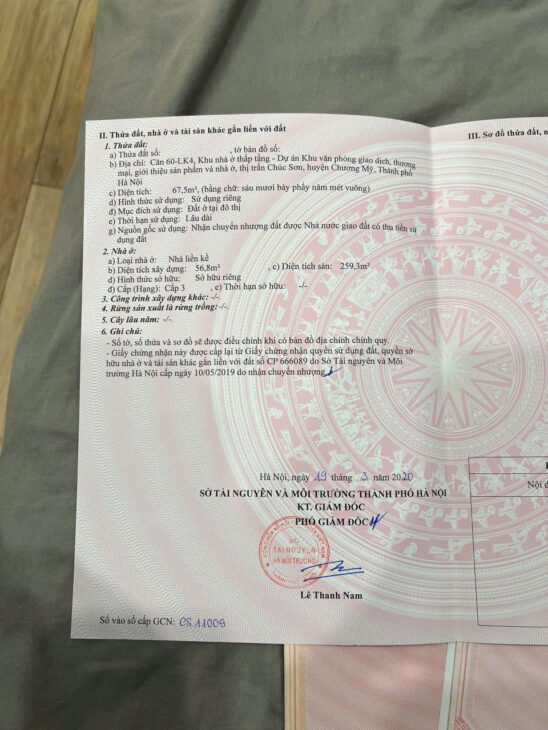 II. Thửa đất, nhà ở và tài sản khác gắn liền với đất
1. Thửa đất:
a) Thửa đất số: , tờ bản đồ số:
b) Địa chỉ: Căn 60-LK4, Khu nhà ở thấp tầng - Dự án Khu văn phòng giao dịch, thương
mại, giới thiệu sản phẩm và nhà ở, thị trấn Chúc Sơn, huyện Chương Mỹ, Thành phố
Hà Nội
c) Diện tích: 67,5m², (bằng chữ: sáu mươi bảy phẩy năm mét vuông)
d) Hình thức sử dụng: Sử dụng riêng
đ) Mục đích sử dụng: Đất ở tại đô thị
e) Thời hạn sử dụng: Lâu dài
g) Nguồn gốc sử dụng: Nhận chuyển nhượng đất được Nhà nước giao đất có thu tiền sử
dụng đất
2. Nhà ở:
a) Loại nhà ở: Nhà liền kề
b) Diện tích xây dựng: 56,8m² , c) Diện tích sàn: 259,3m²
d) Hình thức sở hữu: Sở hữu riêng
đ) Cấp (Hạng): Cấp 3 , e) Thời hạn sở hữu: -/-
3. Công trình xây dựng khác: -/-
4. Rừng sản xuất là rừng trồng: -/-
5. Cây lâu năm: -/-
6. Ghi chú:
- Số tờ, số thửa và sơ đồ sẽ được điều chỉnh khi có bản đồ địa chính chính quy.
- Giấy chứng nhận này được cấp lại từ Giấy chứng nhận quyền sử dụng đất, quyền sở
hữu nhà ở và tài sản khác gắn liền với đất số CP 666089 do Sở Tài nguyên và Môi
trường Hà Nội cấp ngày 10/05/2019 do nhận chuyển nhượng.
III. Sơ đồ thửa đất, nhà
Hà Nội, ngày 19 tháng 3 năm 2020
SỞ TÀI NGUYÊN VÀ MÔI TRƯỜNG THÀNH PHỐ HÀ NỘI
KT. GIÁM ĐỐC
PHÓ GIÁM ĐỐC
SỞ
TÀI NGUYÊN
VÀ MÔI TRƯỜNG
Lê Thanh Nam
Số vào sổ cấp GCN: CS 11009
Nội d